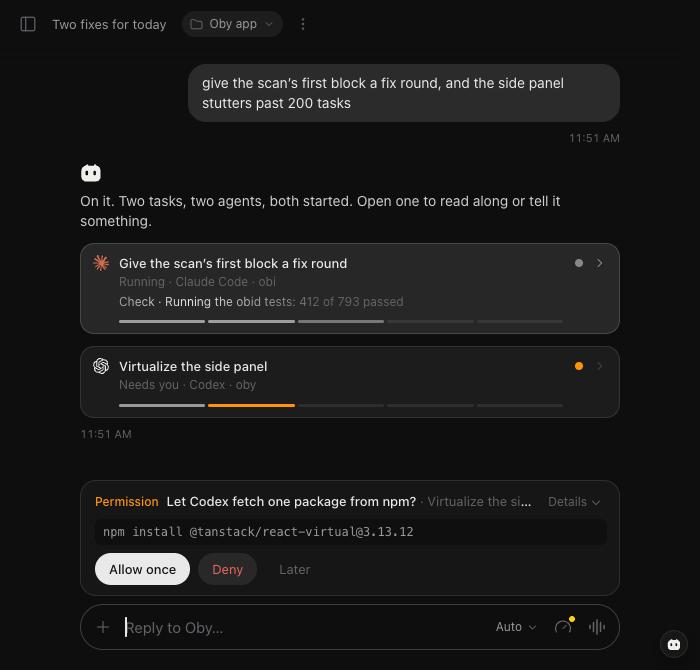 Two fixes for today
Oby app
give the scan's first block a fix round, and the side panel
stutters past 200 tasks
11:51 AM
On it. Two tasks, two agents, both started. Open one to read along or tell it
something.
Give the scan's first block a fix round
Running · Claude Code · obi
Check · Running the obid tests: 412 of 793 passed
Virtualize the side panel
Needs you · Codex · oby
11:51 AM
Permission Let Codex fetch one package from npm? · Virtualize the si... Details
npm install @tanstack/react-virtual@3.13.12
Allow once Deny Later
Reply to Oby... Auto